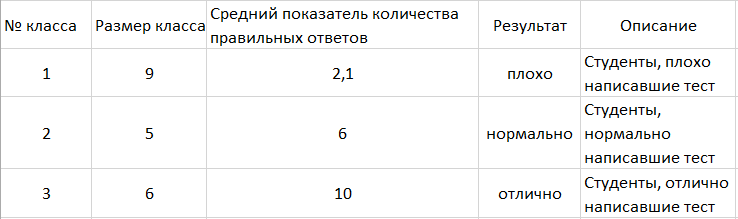 № класса Размер класса Средний показатель количества правильных ответов Результат Описание
1 9 2,1 плохо Студенты, плохо написавшие тест
2 5 6 нормально Студенты, нормально написавшие тест
3 6 10 отлично Студенты, отлично написавшие тест